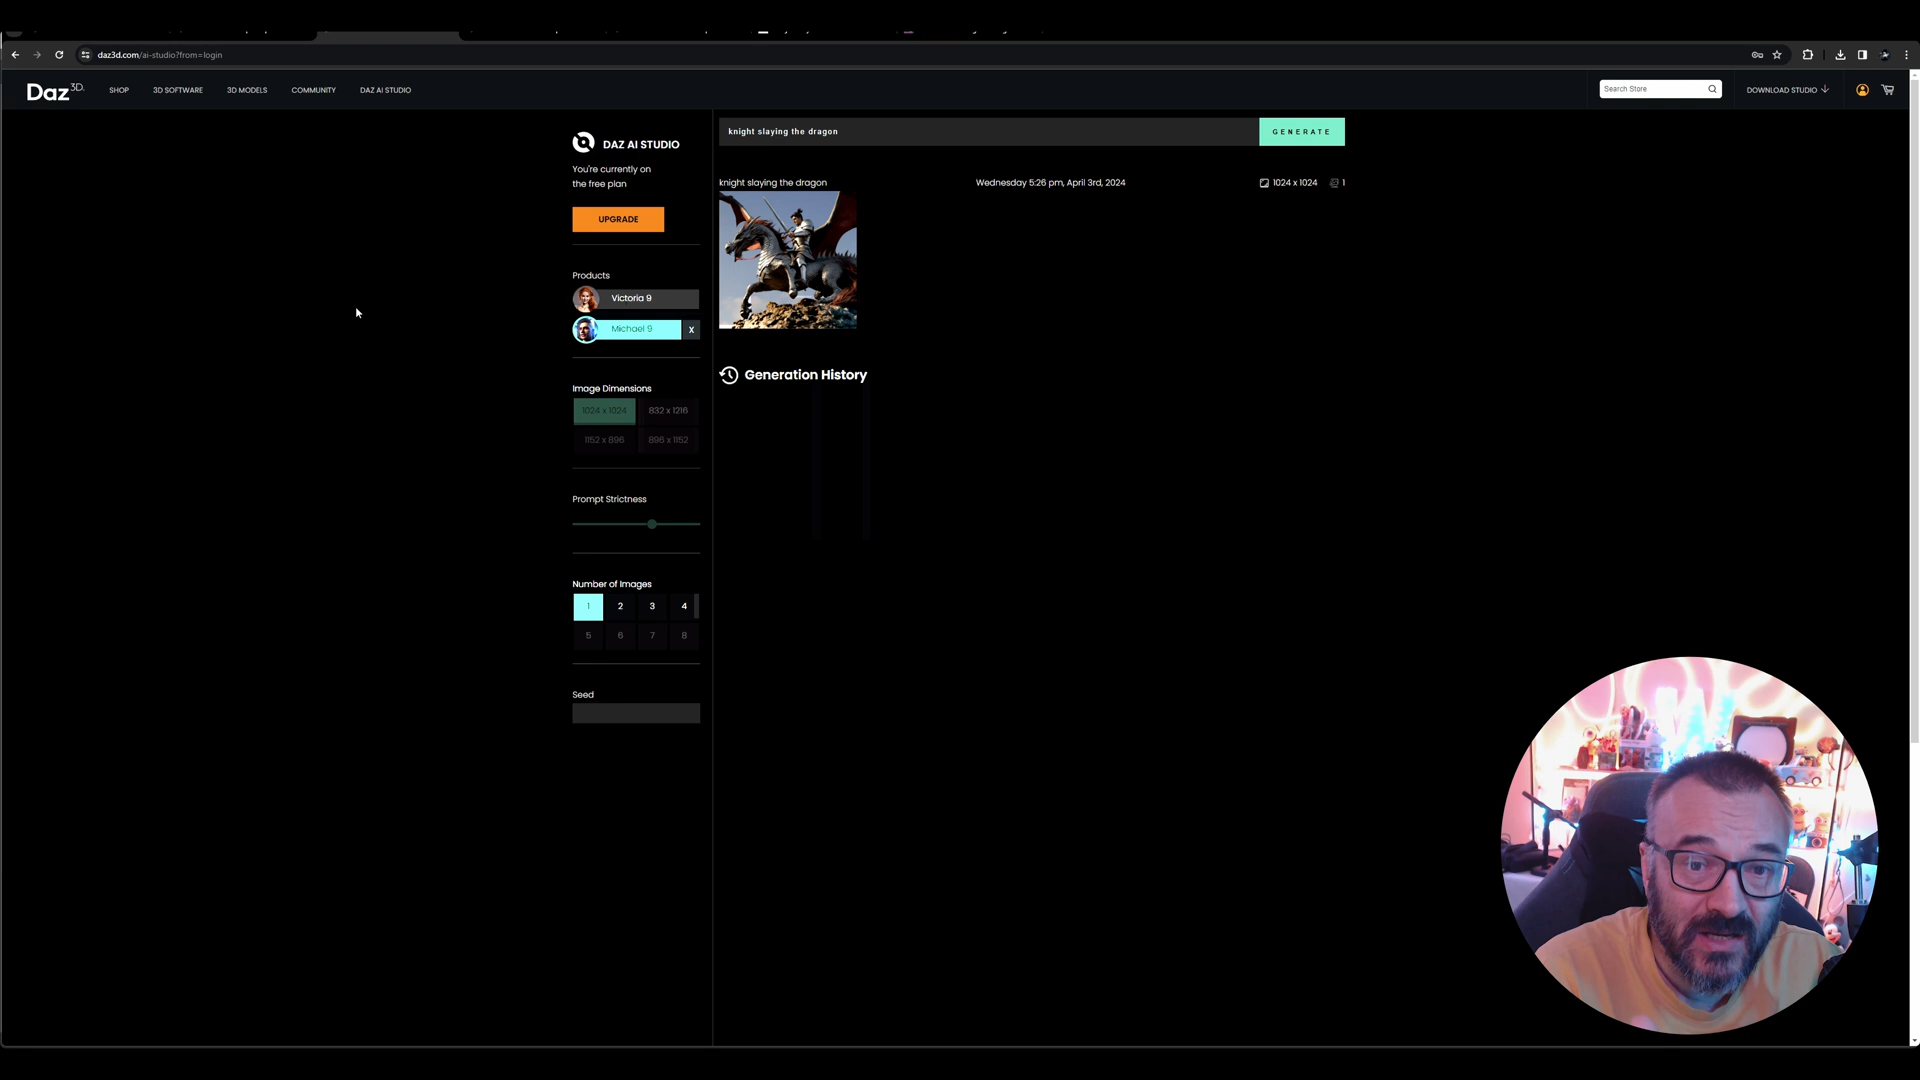 daz3d.com/ai-studio?from=login
Daz 3D.
SHOP
3D SOFTWARE
3D MODELS
COMMUNITY
DAZ AI STUDIO
Search Store
DOWNLOAD STUDIO
DAZ AI STUDIO
You're currently on
the free plan
UPGRADE
Products
Victoria 9
Michael 9
X
Image Dimensions
1024 x 1024
832 x 1216
1152 x 896
896 x 1152
Prompt Strictness
Number of Images
1 2 3 4
5 6 7 8
Seed
knight slaying the dragon
GENERATE
knight slaying the dragon
Wednesday 5:26 pm, April 3rd, 2024
1024 x 1024
1
Generation History